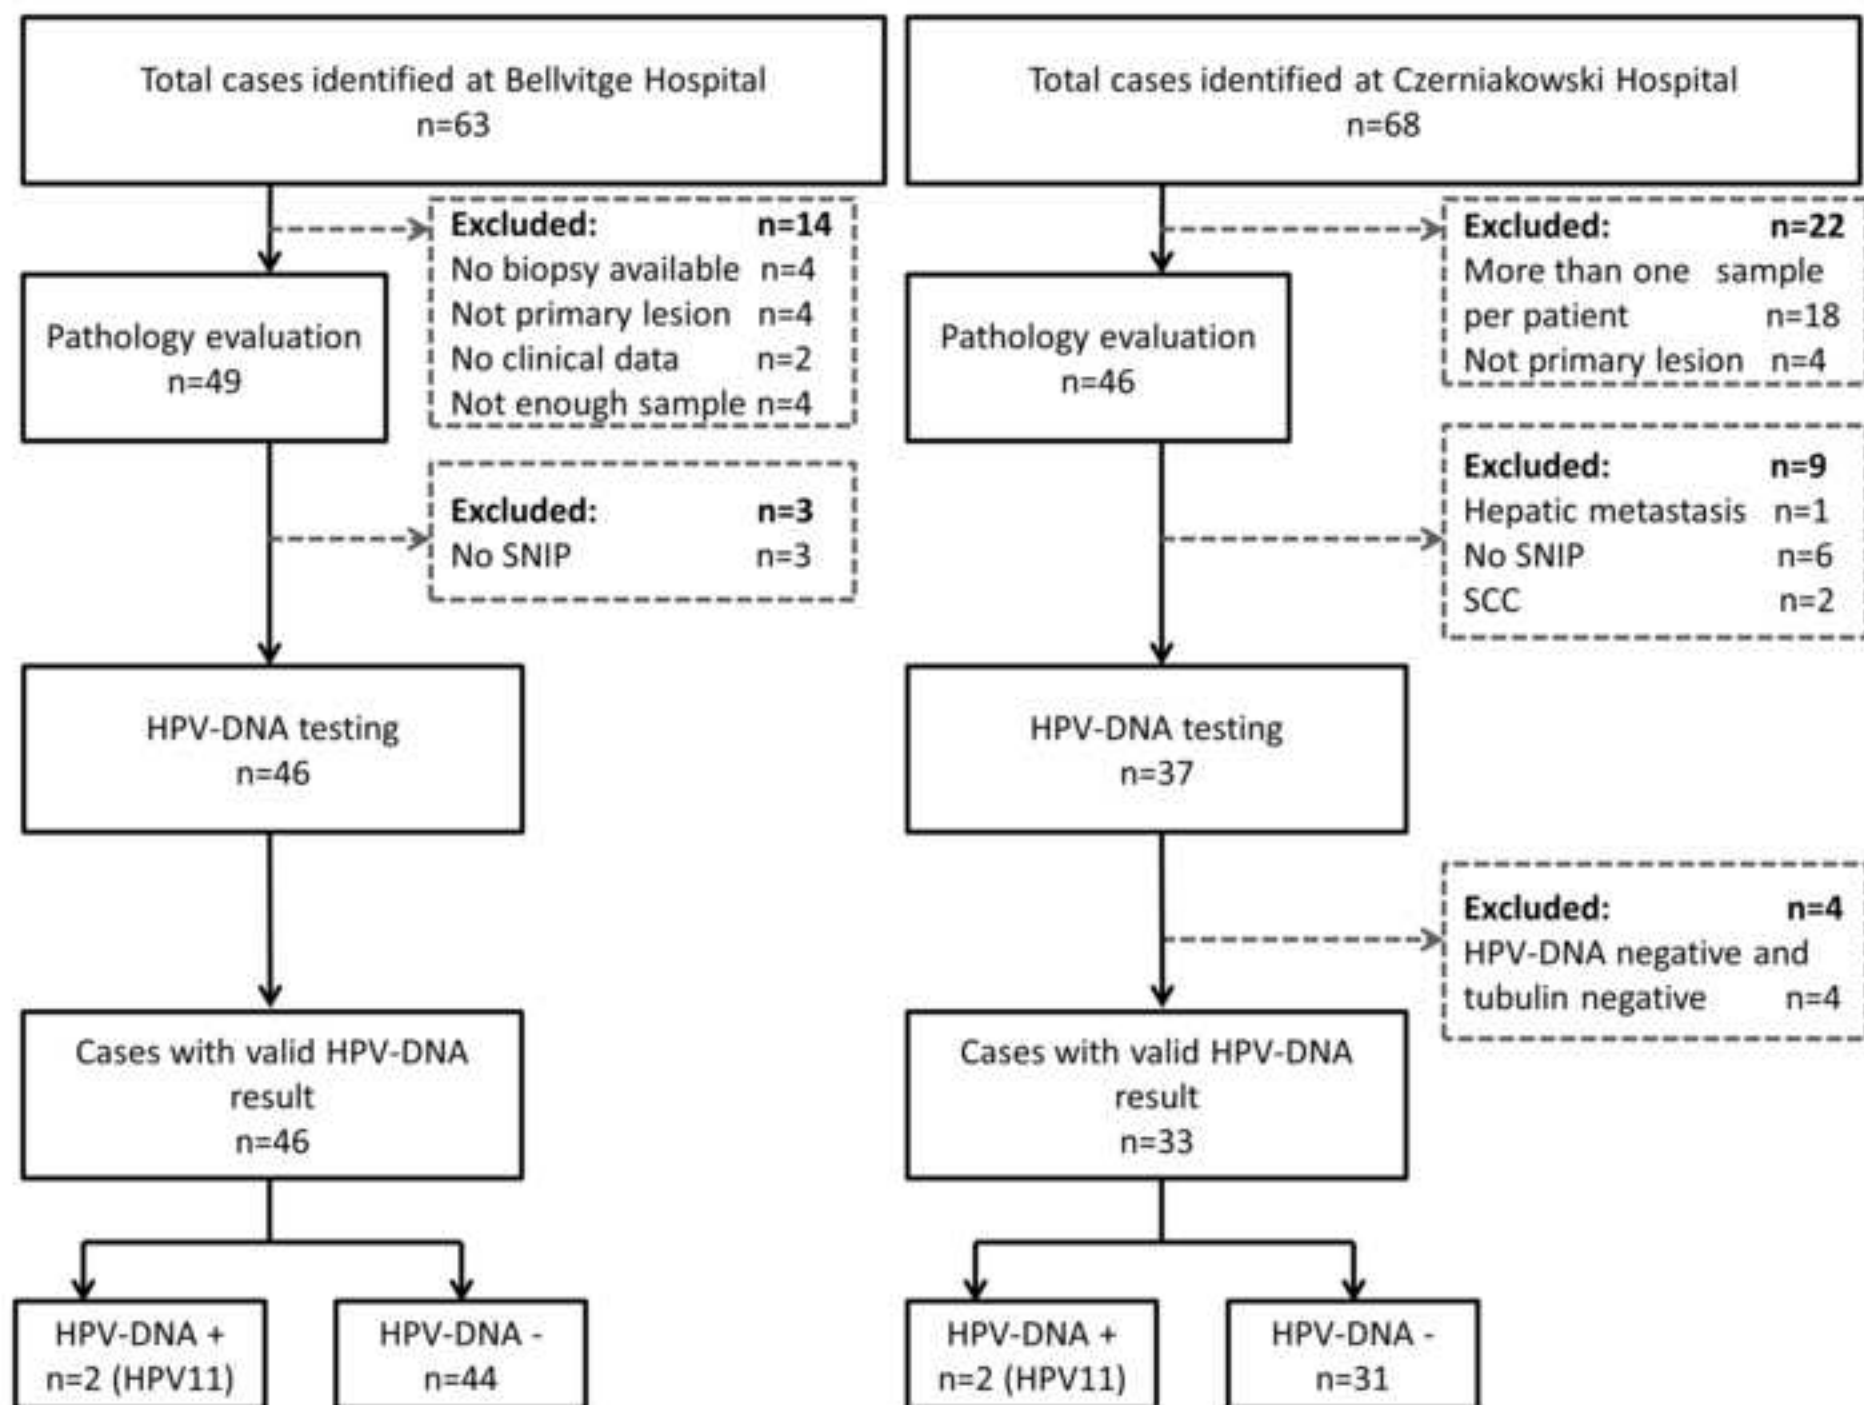 Total cases identified at Bellvitge Hospital
n=63
Excluded: n=14
No biopsy available n=4
Not primary lesion n=4
No clinical data n=2
Not enough sample n=4
Pathology evaluation
n=49
Excluded: n=3
No SNIP n=3
HPV-DNA testing
n=46
Cases with valid HPV-DNA
result
n=46
HPV-DNA +
n=2 (HPV11)
HPV-DNA -
n=44
Total cases identified at Czerniakowski Hospital
n=68
Excluded: n=22
More than one sample
per patient n=18
Not primary lesion n=4
Pathology evaluation
n=46
Excluded: n=9
Hepatic metastasis n=1
No SNIP n=6
SCC n=2
HPV-DNA testing
n=37
Excluded: n=4
HPV-DNA negative and
tubulin negative n=4
Cases with valid HPV-DNA
result
n=33
HPV-DNA +
n=2 (HPV11)
HPV-DNA -
n=31